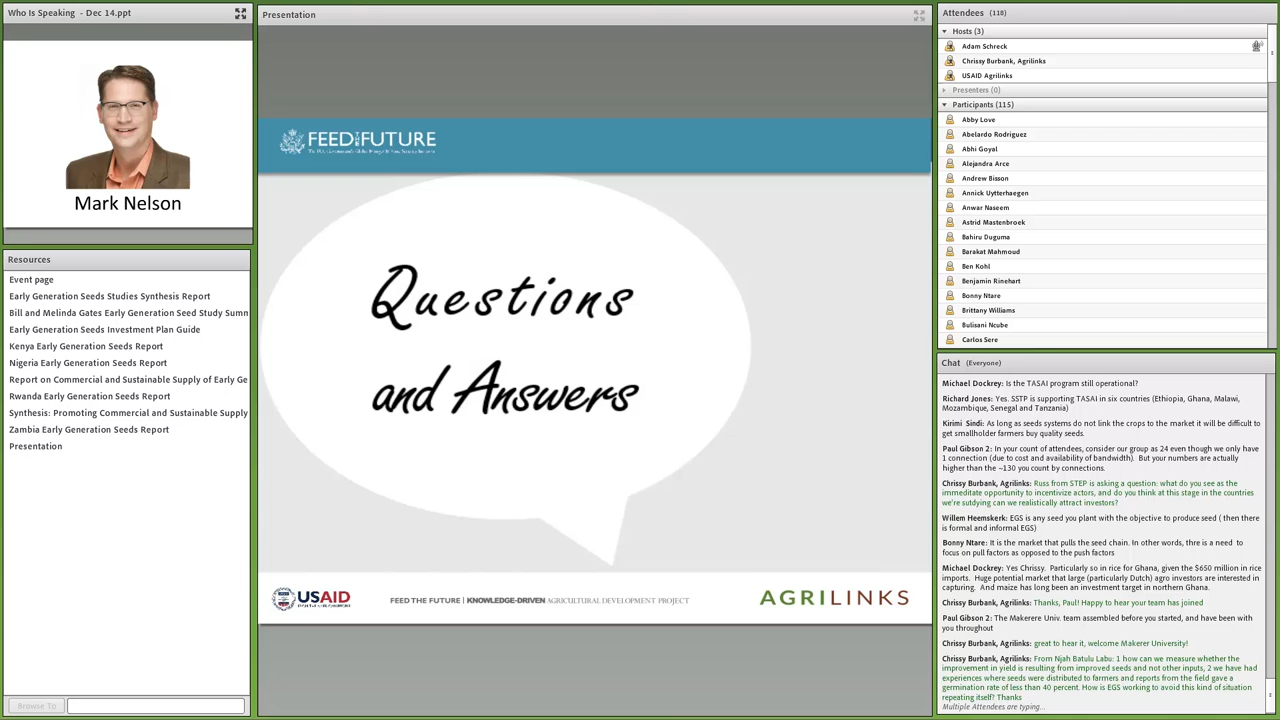 Who Is Speaking - Dec 14.ppt
Mark Nelson
Resources
Event page
Early Generation Seeds Studies Synthesis Report
Bill and Melinda Gates Early Generation Seed Study Summ
Early Generation Seeds Investment Plan Guide
Kenya Early Generation Seeds Report
Nigeria Early Generation Seeds Report
Report on Commercial and Sustainable Supply of Early Ge
Rwanda Early Generation Seeds Report
Synthesis: Promoting Commercial and Sustainable Supply
Zambia Early Generation Seeds Report
Presentation
Browse To
Presentation
FEED THE FUTURE
The U.S. Government's Global Hunger & Food Security Initiative
Questions
and Answers
USAID
FROM THE AMERICAN PEOPLE
FEED THE FUTURE | KNOWLEDGE-DRIVEN AGRICULTURAL DEVELOPMENT PROJECT
AGRILINKS
Attendees (118)
Hosts (3)
Adam Schreck
Chrissy Burbank, Agrilinks
USAID Agrilinks
Presenters (0)
Participants (115)
Abby Love
Abelardo Rodriguez
Abhi Goyal
Alejandra Arce
Andrew Bisson
Annick Uytterhaegen
Anwar Naseem
Astrid Mastenbroek
Bahiru Duguma
Barakat Mahmoud
Ben Kohl
Benjamin Rinehart
Bonny Ntare
Brittany Williams
Bulisani Ncube
Carlos Sere
Chat (Everyone)
Michael Dockrey: Is the TASAI program still operational?
Richard Jones: Yes. SSTP is supporting TASAI in six countries (Ethiopia, Ghana, Malawi,
Mozambique, Senegal and Tanzania)
Kirimi Sindi: As long as seeds systems do not link the crops to the market it will be difficult to
get smallholder farmers buy quality seeds.
Paul Gibson 2: In your count of attendees, consider our group as 24 even though we only have
1 connection (due to cost and availability of bandwidth). But your numbers are actually
higher than the ~130 you count by connections.
Chrissy Burbank, Agrilinks: Russ from STEP is asking a question: what do you see as the
immeditate opportunity to incentivize actors, and do you think at this stage in the countries
we're sutdying can we realistically attract investors?
Willem Heemskerk: EGS is any seed you plant with the objective to produce seed ( then there
is formal and informal EGS)
Bonny Ntare: It is the market that pulls the seed chain. In other words, thre is a need to
focus on pull factors as opposed to the push factors
Michael Dockrey: Yes Chrissy. Particularly so in rice for Ghana, given the $650 million in rice
imports. Huge potential market that large (particularly Dutch) agro investors are interested in
capturing. And maize has long been an investment target in northern Ghana.
Chrissy Burbank, Agrilinks: Thanks, Paul! Happy to hear your team has joined
Paul Gibson 2: The Makerere Univ. team assembled before you started, and have been with
you throughout
Chrissy Burbank, Agrilinks: great to hear it, welcome Makerer University!
Chrissy Burbank, Agrilinks: From Njah Batulu Labu: 1 how can we measure whether the
improvement in yield is resulting from improved seeds and not other inputs, 2 we have had
experiences where seeds were distributed to farmers and reports from the field gave a
germination rate of less than 40 percent. How is EGS working to avoid this kind of situation
repeating itself? Thanks
Multiple Attendees are typing...